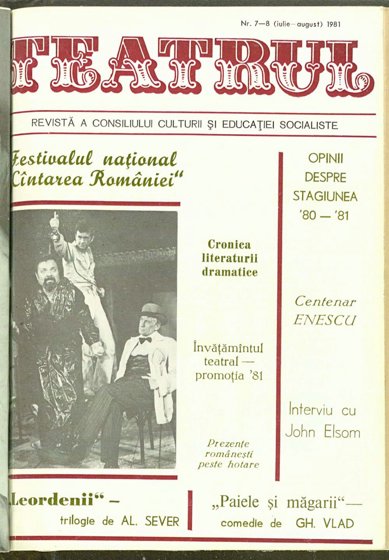 Nr. 7—8 (iulie—august) 1981
TEATRUL
REVISTĂ A CONSILIULUI CULTURII ȘI EDUCAȚIEI SOCIALISTE
Festivalul național
Cîntarea României“
OPINII
DESPRE
STAGIUNEA
'80 — '81
Cronica
literaturii
dramatice
Centenar
ENESCU
Învățămîntul
teatral —
promoția '81
Interviu cu
John Elsom
Prezențe
românești
peste hotare
„Leordenii“ —
trilogie de AL. SEVER
„Paiele și măgarii“—
comedie de GH. VLAD